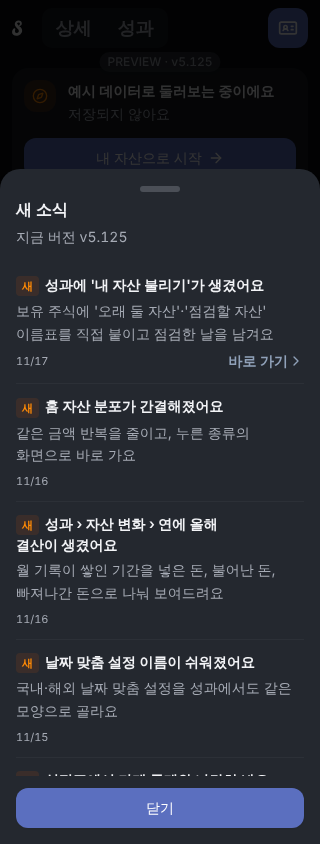 S
상세 성과
PREVIEW · v5.125
예시 데이터로 둘러보는 중이에요
저장되지 않아요
내 자산으로 시작 →
새 소식
지금 버전 v5.125
새 성과에 '내 자산 불리기'가 생겼어요
보유 주식에 '오래 둘 자산'·'점검할 자산'
이름표를 직접 붙이고 점검한 날을 남겨요
11/17
바로 가기 >
새 홈 자산 분포가 간결해졌어요
같은 금액 반복을 줄이고, 누른 종류의
화면으로 바로 가요
11/16
새 성과 › 자산 변화 › 연에 올해
결산이 생겼어요
월 기록이 쌓인 기간을 넣은 돈, 불어난 돈,
빠져나간 돈으로 나눠 보여드려요
11/16
새 날짜 맞춤 설정 이름이 쉬워졌어요
국내·해외 날짜 맞춤 설정을 성과에서도 같은
모양으로 골라요
11/15
닫기